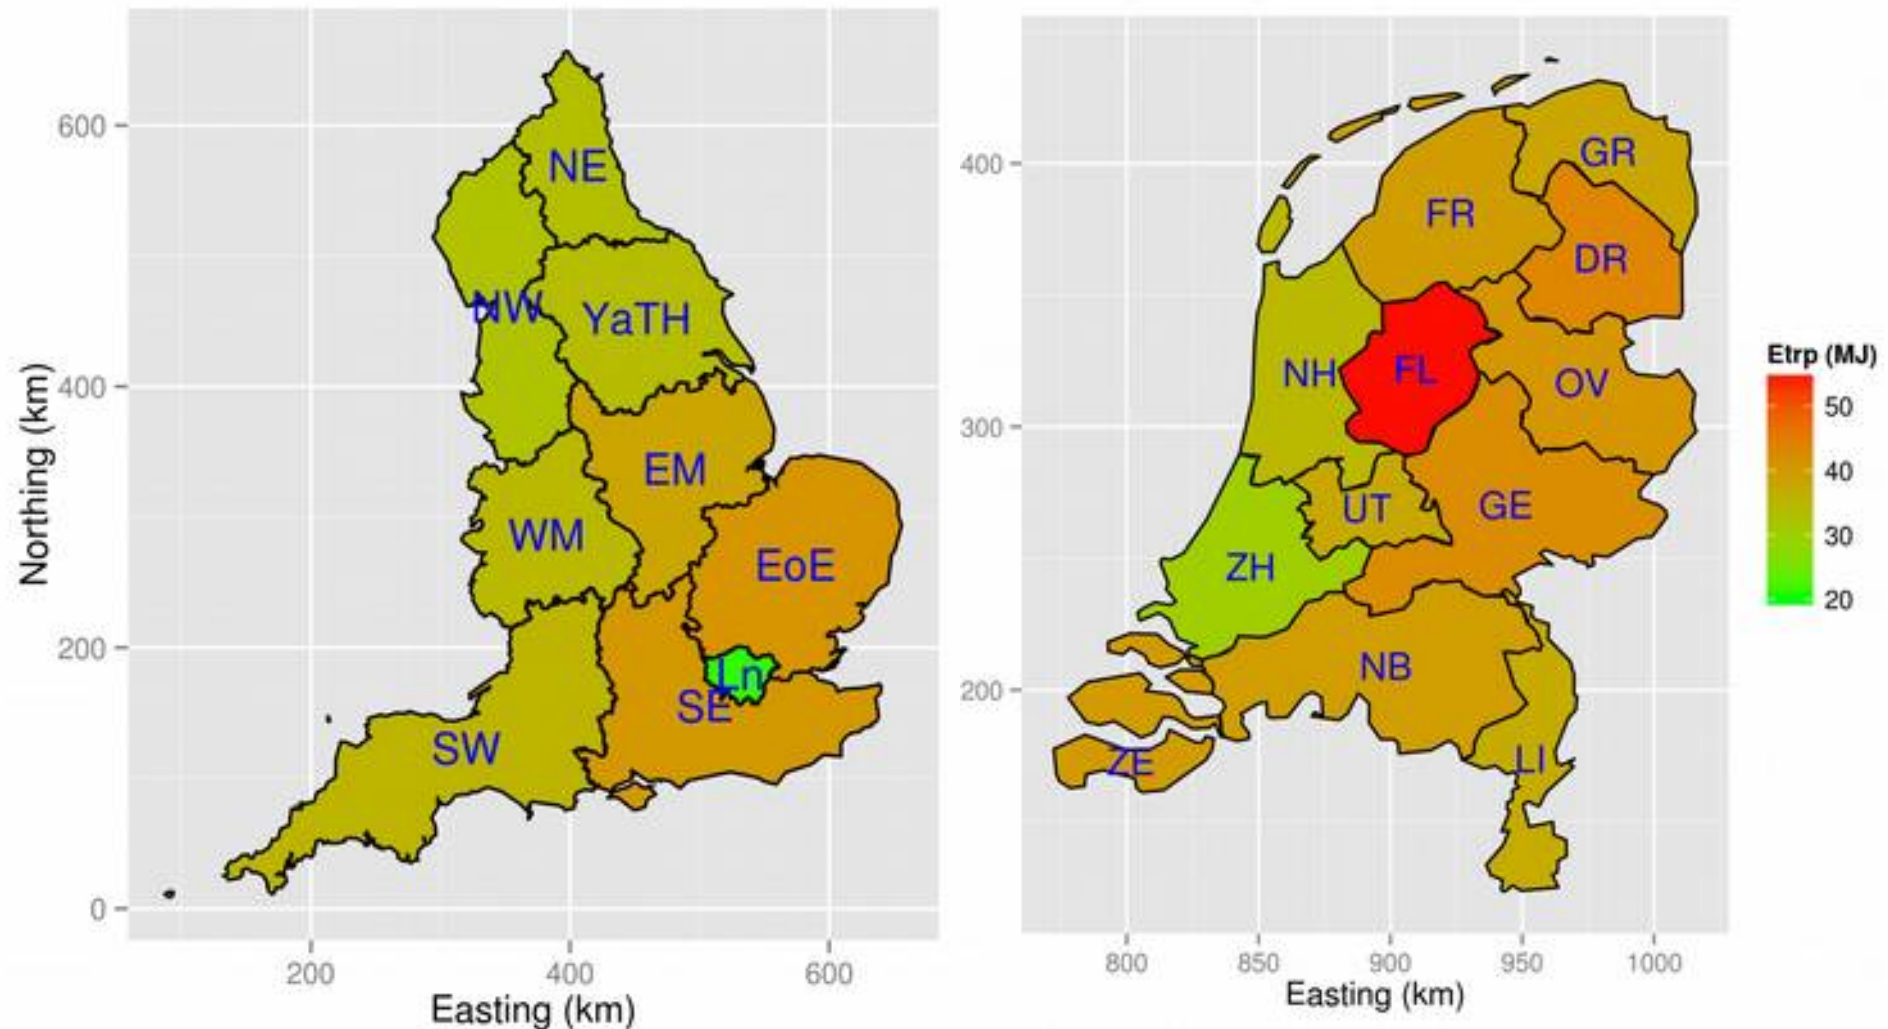 Northing (km)
600
400
200
0
NE
NW
YaTH
EM
WM
EoE
Ln
SE
SW
200
400
600
Easting (km)
400
300
200
GR
FR
DR
NH
FL
OV
UT
GE
ZH
NB
ZE
LI
800
850
900
950
1000
Easting (km)
Etrp (MJ)
50
40
30
20